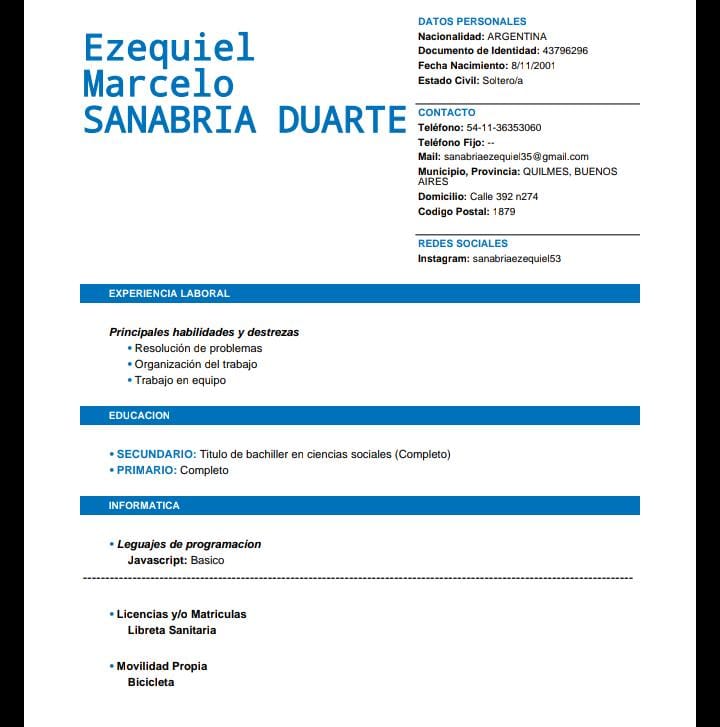 Ezequiel
Marcelo
SANABRIA DUARTE
DATOS PERSONALES
Nacionalidad: ARGENTINA
Documento de Identidad: 43796296
Fecha Nacimiento: 8/11/2001
Estado Civil: Soltero/a
CONTACTO
Teléfono: 54-11-36353060
Teléfono Fijo: --
Mail: sanabriaezequiel35@gmail.com
Municipio, Provincia: QUILMES, BUENOS
AIRES
Domicilio: Calle 392 n274
Codigo Postal: 1879
REDES SOCIALES
Instagram: sanabriaezequiel53
EXPERIENCIA LABORAL
Principales habilidades y destrezas
• Resolución de problemas
• Organización del trabajo
• Trabajo en equipo
EDUCACION
• SECUNDARIO: Titulo de bachiller en ciencias sociales (Completo)
• PRIMARIO: Completo
INFORMATICA
• Leguajes de programacion
Javascript: Basico
• Licencias y/o Matriculas
Libreta Sanitaria
• Movilidad Propia
Bicicleta